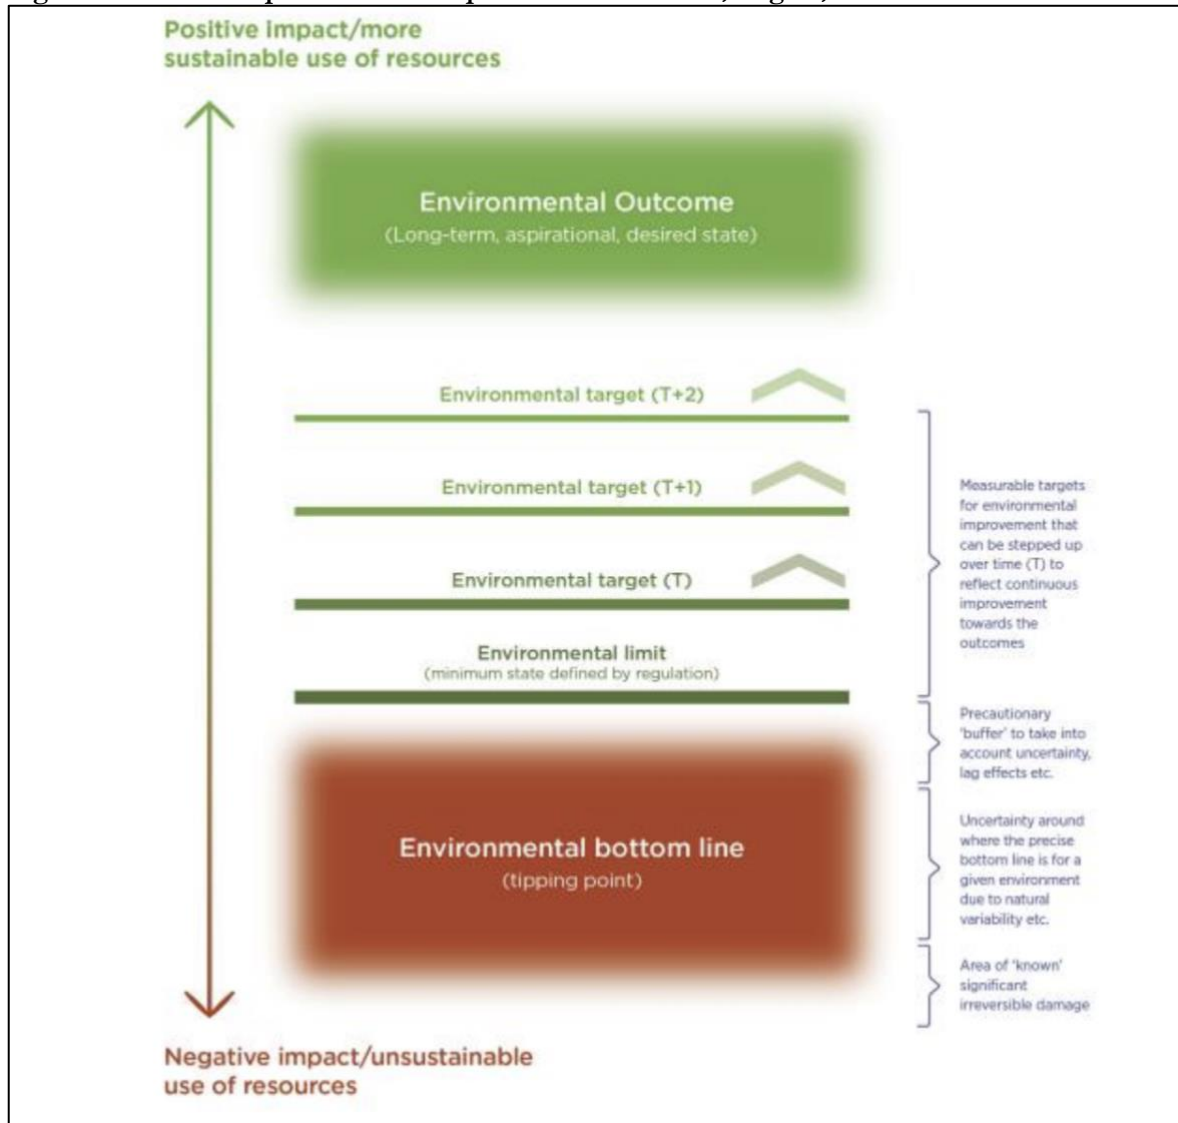 Positive impact/more
sustainable use of resources
Environmental Outcome
(Long-term, aspirational, desired state)
Environmental target (T+2)
Environmental target (T+1)
Environmental target (T)
Environmental limit
(minimum state defined by regulation)
Measurable targets
for environmental
improvement that
can be stepped up
over time (T) to
reflect continuous
improvement
towards the
outcomes
Precautionary
'buffer' to take into
account uncertainty,
lag effects etc.
Environmental bottom line
(tipping point)
Uncertainty around
where the precise
bottom line is for a
given environment
due to natural
variability etc.
Area of 'known'
significant
irreversible damage
Negative impact/unsustainable
use of resources